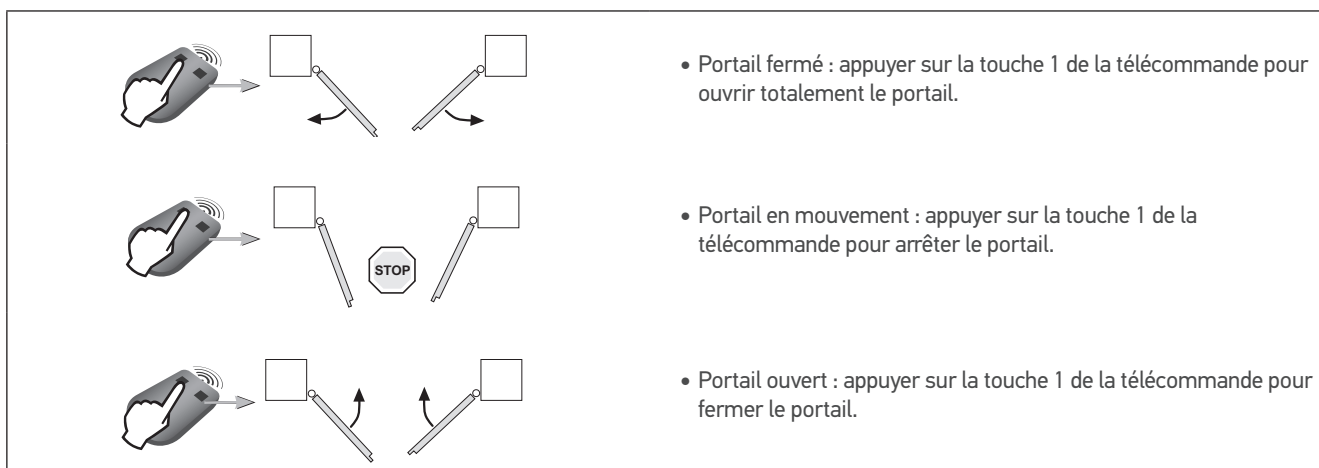 • Portail fermé : appuyer sur la touche 1 de la télécommande pour
ouvrir totalement le portail.
• Portail en mouvement : appuyer sur la touche 1 de la
télécommande pour arrêter le portail.
STOP
• Portail ouvert : appuyer sur la touche 1 de la télécommande pour
fermer le portail.